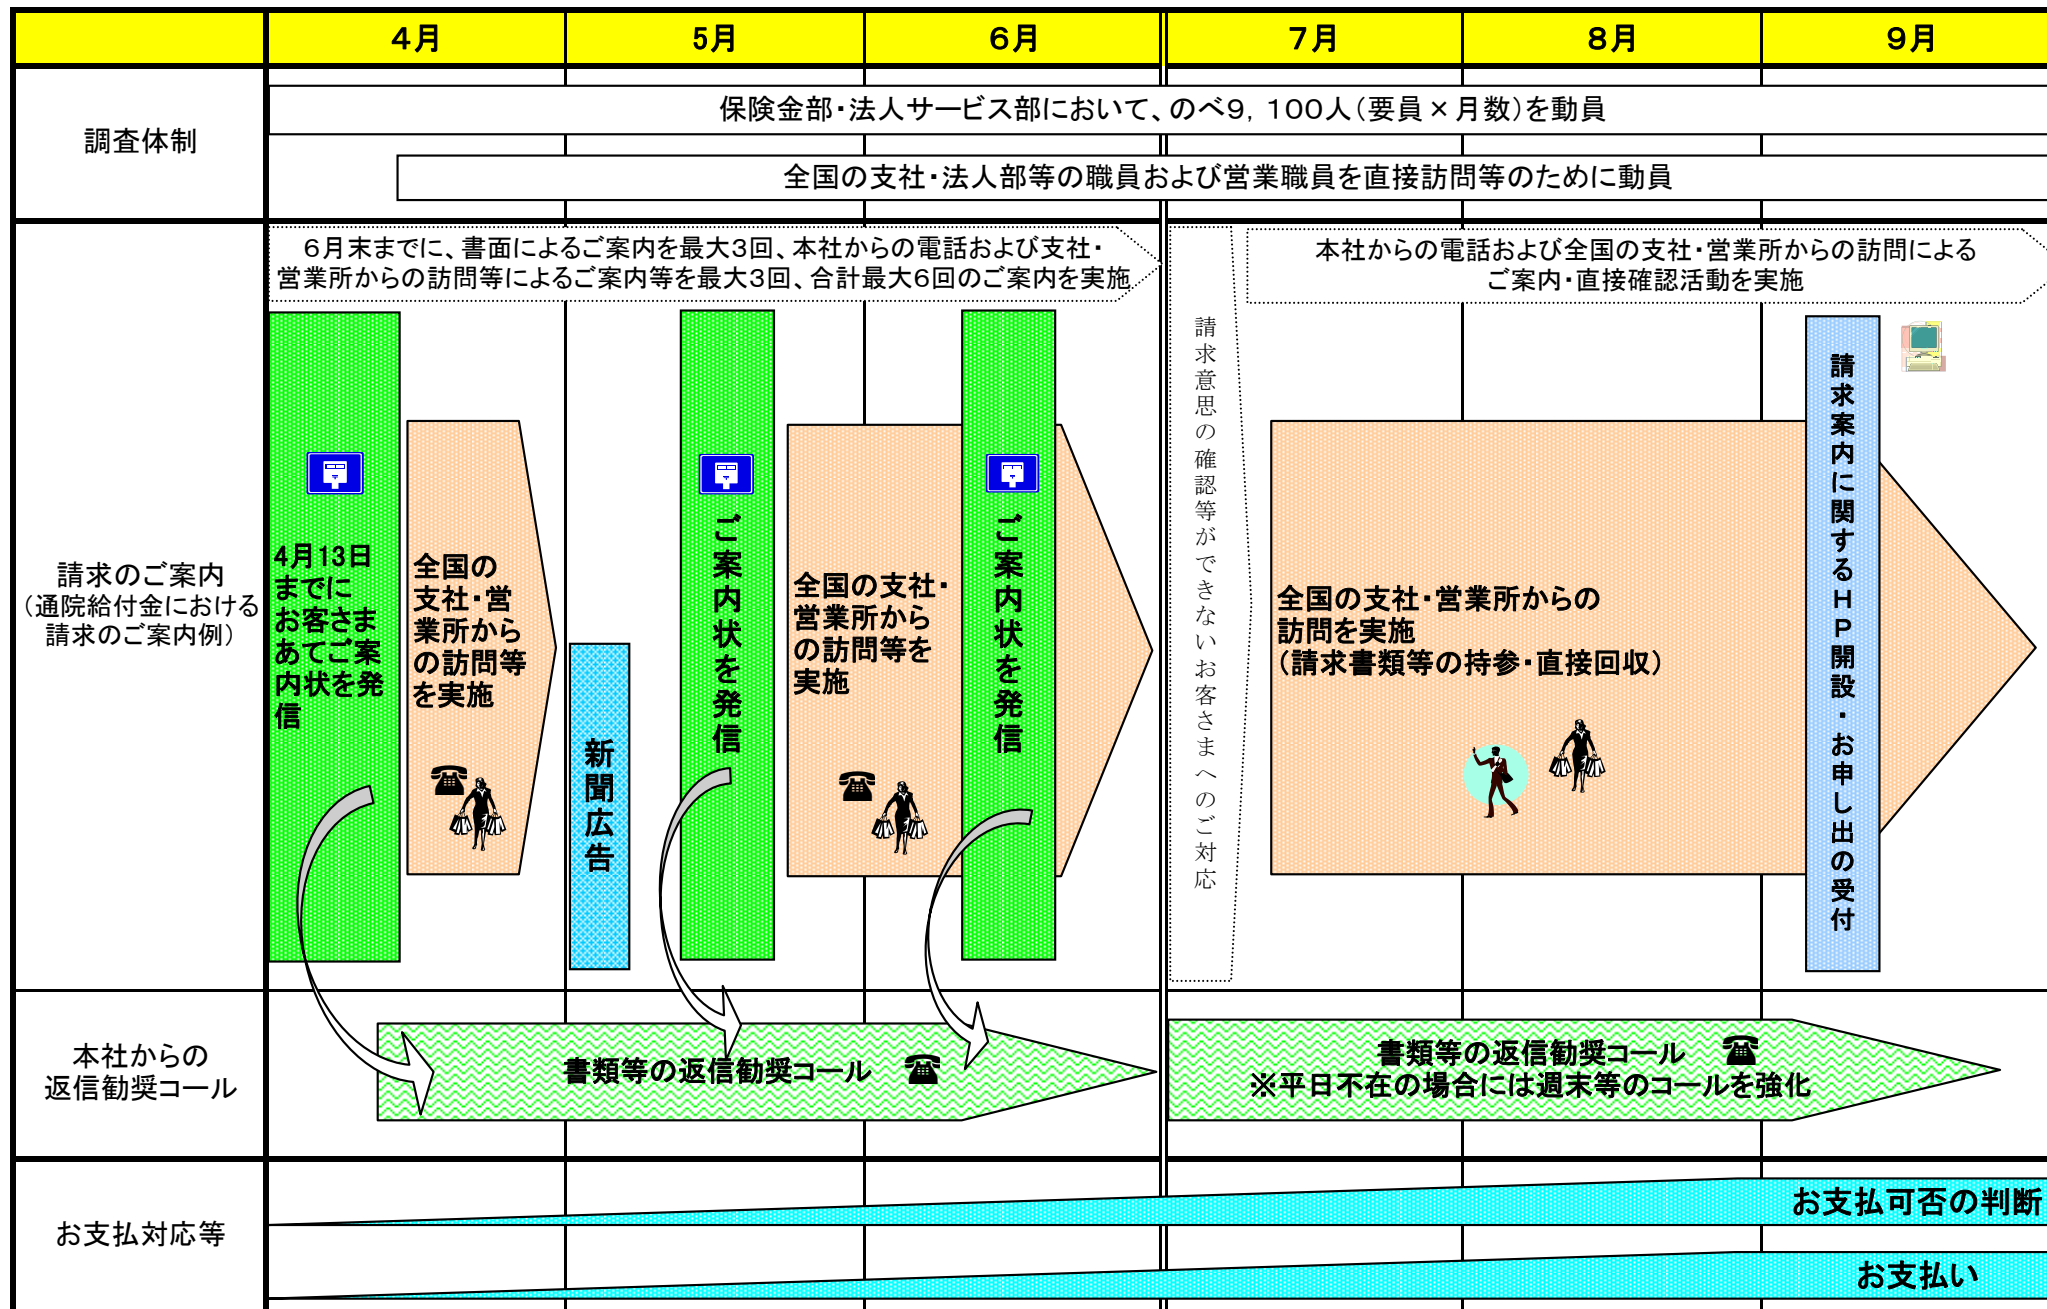 4月
5月
6月
7月
8月
9月
調査体制
保険金部・法人サービス部において、のべ9,100人(要員×月数)を動員
全国の支社・法人部等の職員および営業職員を直接訪問等のために動員
請求のご案内
(通院給付金における
請求のご案内例)
6月末までに、書面によるご案内を最大3回、本社からの電話および支社・
営業所からの訪問等によるご案内等を最大3回、合計最大6回のご案内を実施
4月13日
までに
お客さま
あてご案
内状を発
信
全国の
支社・営
業所から
の訪問等
を実施
新聞広告
ご案内状を発信
全国の支社・
営業所から
の訪問等を
実施
ご案内状を発信
請求意思の確認等ができないお客さまへのご対応
本社からの電話および全国の支社・営業所からの訪問による
ご案内・直接確認活動を実施
全国の支社・営業所からの
訪問を実施
(請求書類等の持参・直接回収)
請求案内に関するHP開設・お申し出の受付
本社からの
返信勧奨コール
書類等の返信勧奨コール ☎
書類等の返信勧奨コール ☎
※平日不在の場合には週末等のコールを強化
お支払対応等
お支払可否の判断
お支払い